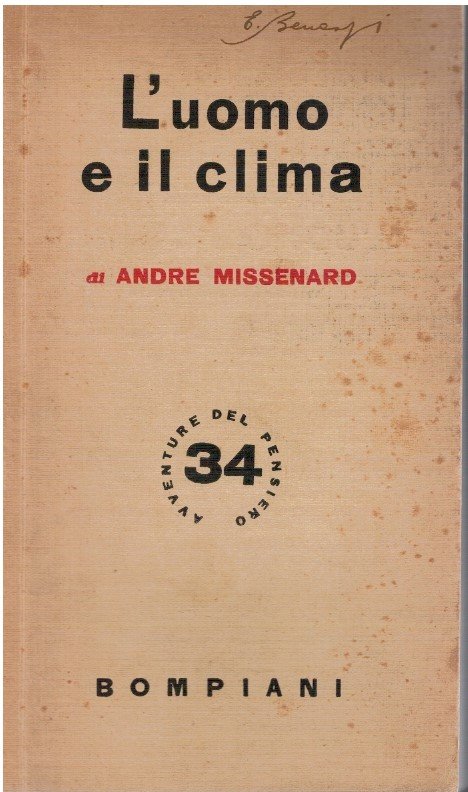 L'uomo
e il clima
di ANDRE MISSENARD
AVVENTURE DEL PENSIERO
34
BOMPIANI